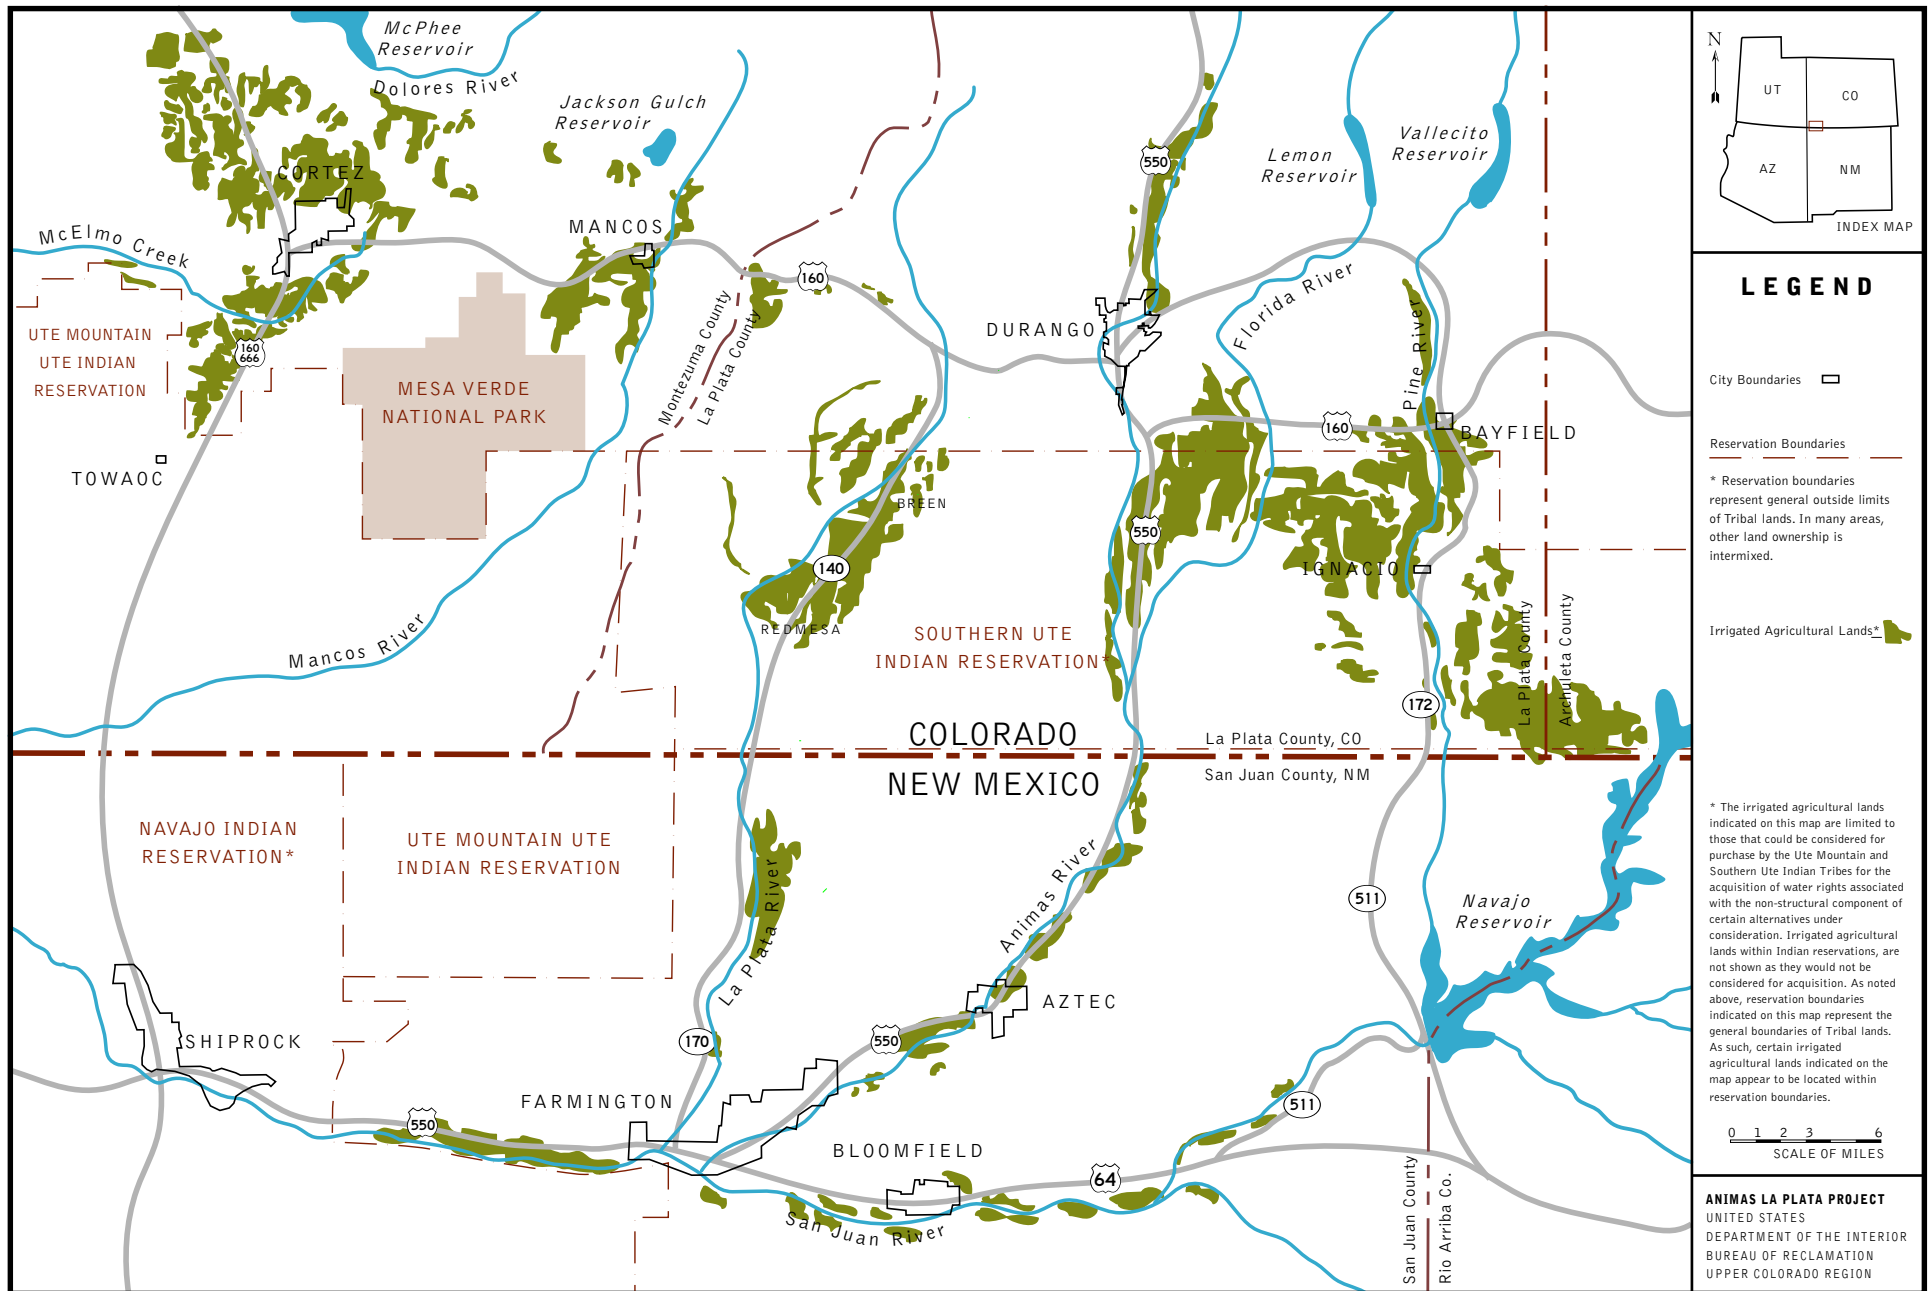 McPhee
Reservoir
Dolores River
Jackson Gulch
Reservoir
CORTEZ
McElmo Creek
MANCOS
550
Lemon
Reservoir
Vallecito
Reservoir
160
Montezuma County
La Plata County
DURANGO
Florida River
Pine River
UTE MOUNTAIN
UTE INDIAN
RESERVATION
160
666
MESA VERDE
NATIONAL PARK
TOWAOC
160
BAYFIELD
BREEN
550
140
IGNACIO
REDMESA
Mancos River
SOUTHERN UTE
INDIAN RESERVATION*
La Plata County
Archuleta County
172
COLORADO
La Plata County, CO
NEW MEXICO
San Juan County, NM
NAVAJO INDIAN
RESERVATION*
UTE MOUNTAIN UTE
INDIAN RESERVATION
La Plata River
Animas River
511
Navajo
Reservoir
AZTEC
SHIPROCK
170
550
FARMINGTON
550
511
BLOOMFIELD
64
San Juan River
San Juan County
Rio Arriba Co.
N
UT
CO
AZ
NM
INDEX MAP
LEGEND
City Boundaries
Reservation Boundaries
* Reservation boundaries
represent general outside limits
of Tribal lands. In many areas,
other land ownership is
intermixed.
Irrigated Agricultural Lands*
* The irrigated agricultural lands
indicated on this map are limited to
those that could be considered for
purchase by the Ute Mountain and
Southern Ute Indian Tribes for the
acquisition of water rights associated
with the non-structural component of
certain alternatives under
consideration. Irrigated agricultural
lands within Indian reservations, are
not shown as they would not be
considered for acquisition. As noted
above, reservation boundaries
indicated on this map represent the
general boundaries of Tribal lands.
As such, certain irrigated
agricultural lands indicated on the
map appear to be located within
reservation boundaries.
0 1 2 3 6
SCALE OF MILES
ANIMAS LA PLATA PROJECT
UNITED STATES
DEPARTMENT OF THE INTERIOR
BUREAU OF RECLAMATION
UPPER COLORADO REGION